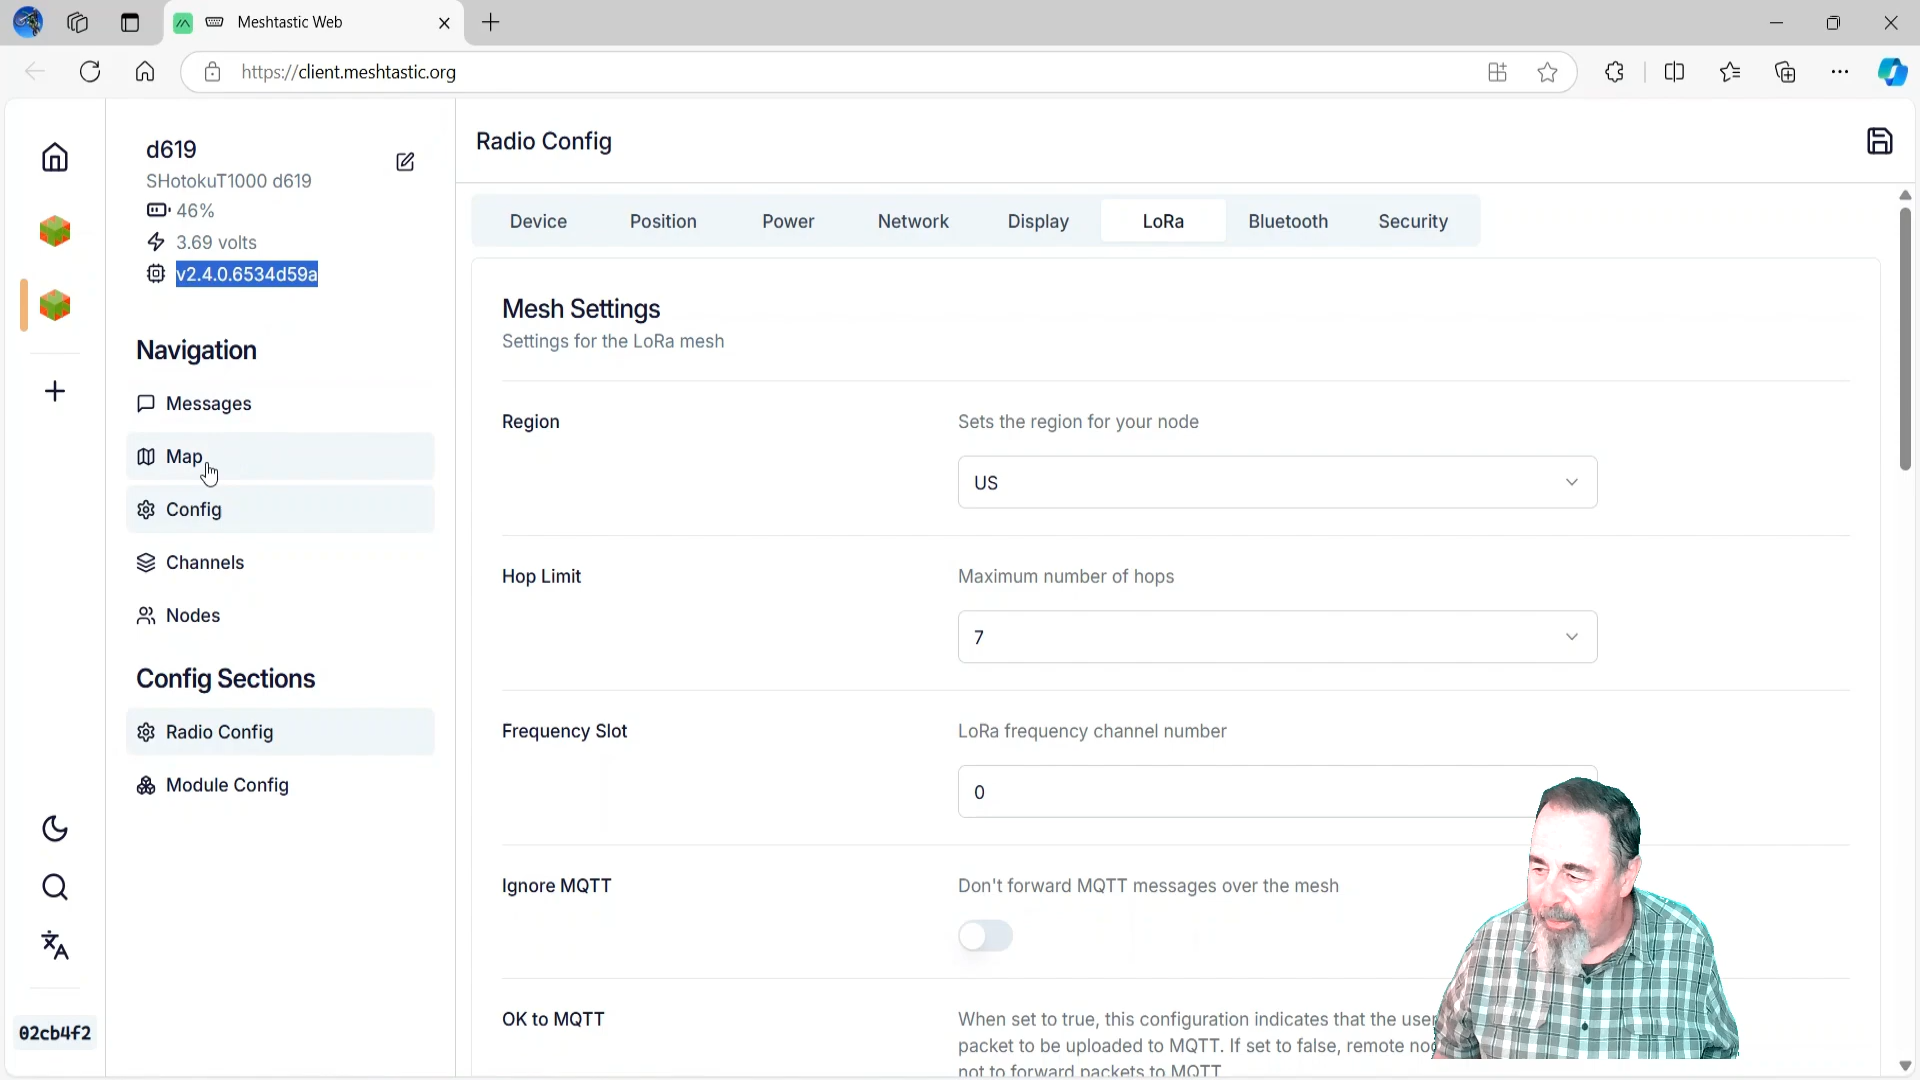 Meshtastic Web
https://client.meshtastic.org
d619
SHotokuT1000 d619
46%
3.69 volts
v2.4.0.6534d59a
Navigation
Messages
Map
Config
Channels
Nodes
Config Sections
Radio Config
Module Config
02cb4f2
Radio Config
Device Position Power Network Display LoRa Bluetooth Security
Mesh Settings
Settings for the LoRa mesh
Region
Sets the region for your node
US
Hop Limit
Maximum number of hops
7
Frequency Slot
LoRa frequency channel number
0
Ignore MQTT
Don't forward MQTT messages over the mesh
OK to MQTT
When set to true, this configuration indicates that the user
packet to be uploaded to MQTT. If set to false, remote
not to forward packets to MQTT